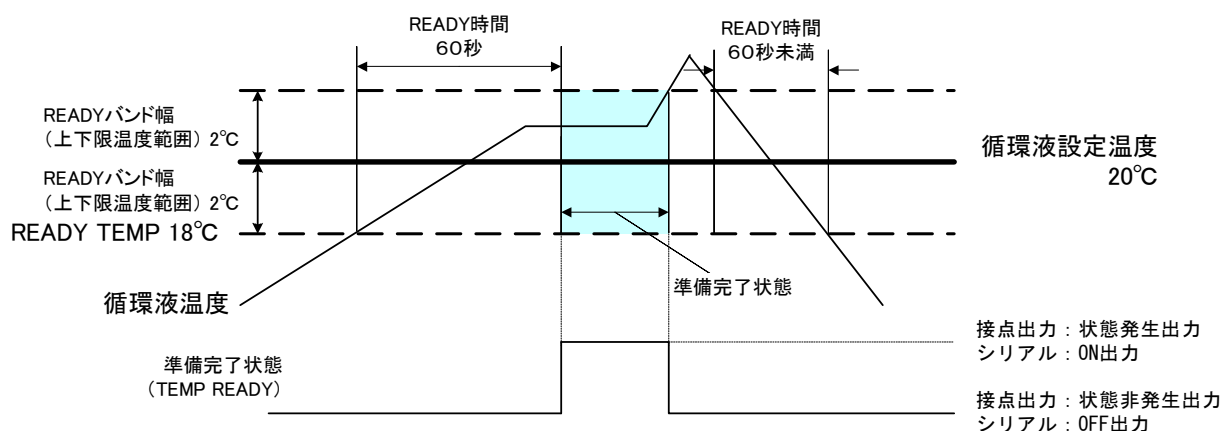 READY時間
60秒
READY時間
60秒未満
READYバンド幅
(上下限温度範囲) 2℃
循環液設定温度
20℃
READYバンド幅
(上下限温度範囲) 2℃
READY TEMP 18℃
準備完了状態
循環液温度
準備完了状態
(TEMP READY)
接点出力：状態発生出力
シリアル：ON出力
接点出力：状態非発生出力
シリアル：OFF出力